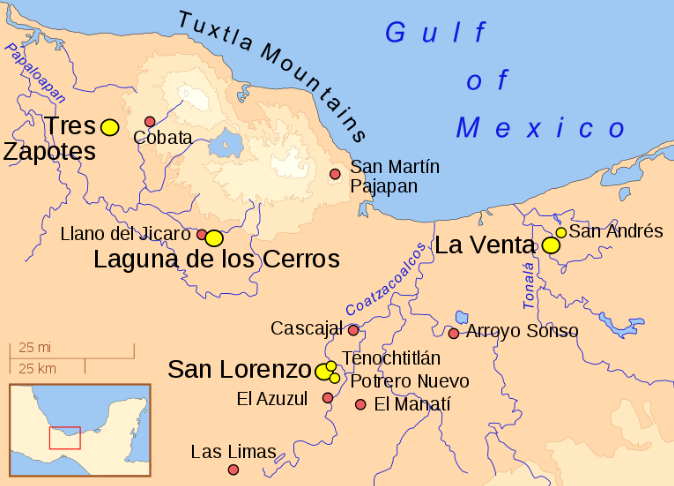 Gulf
of
Mexico
Tuxtla Mountains
Papaloapan
Tres
Zapotes
Cobata
San Martín
Pajapan
Llano del Jicaro
Laguna de los Cerros
San Andrés
La Venta
Coatzacoalcos
Tonalá
Cascajal
Arroyo Sonso
Tenochtitlán
San Lorenzo
Potrero Nuevo
El Azuzul
El Manatí
Las Limas
25 mi
25 km